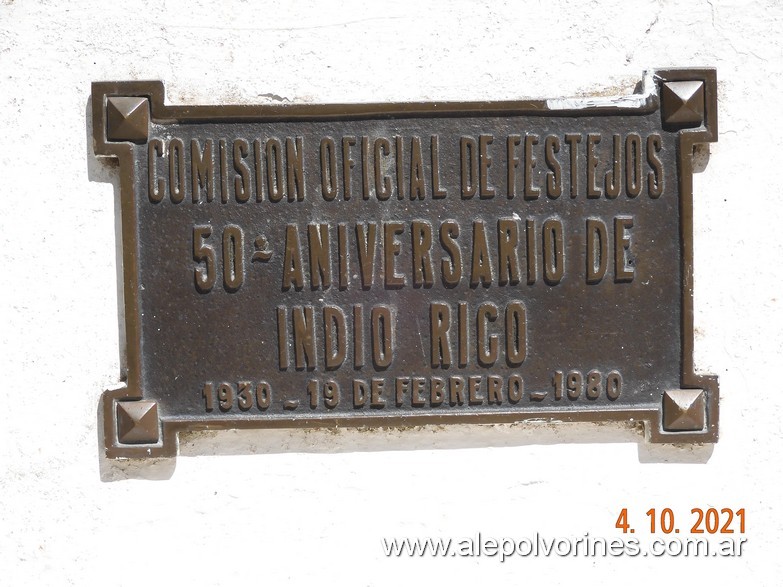 COMISION OFICIAL DE FESTEJOS
50º ANIVERSARIO DE
INDIO RICO
1930 - 19 DE FEBRERO - 1980
4. 10. 2021
www.alepolvorines.com.ar